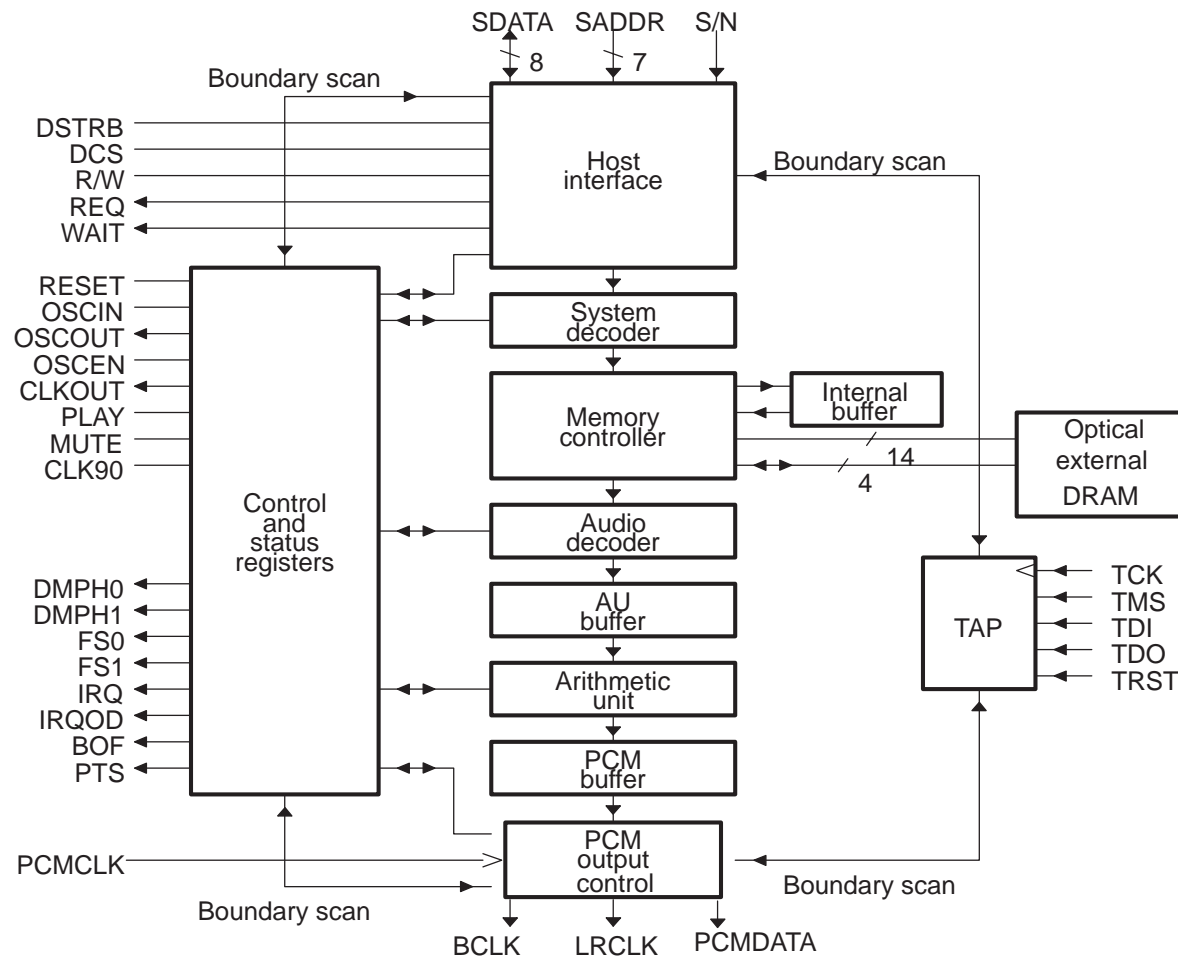 SDATA SADDR S/N
8 7
Boundary scan
DSTRB
DCS
R/W
REQ
WAIT
Host
interface
Boundary scan
RESET
OSCIN
OSCOUT
OSCEN
CLKOUT
PLAY
MUTE
CLK90
System
decoder
Memory
controller
Internal
buffer
14
4
Optical
external
DRAM
Control
and
status
registers
Audio
decoder
AU
buffer
Arithmetic
unit
PCM
buffer
DMPH0
DMPH1
FS0
FS1
IRQ
IRQOD
BOF
PTS
TAP
TCK
TMS
TDI
TDO
TRST
PCMCLK
PCM
output
control
Boundary scan
Boundary scan
BCLK LRCLK PCMDATA